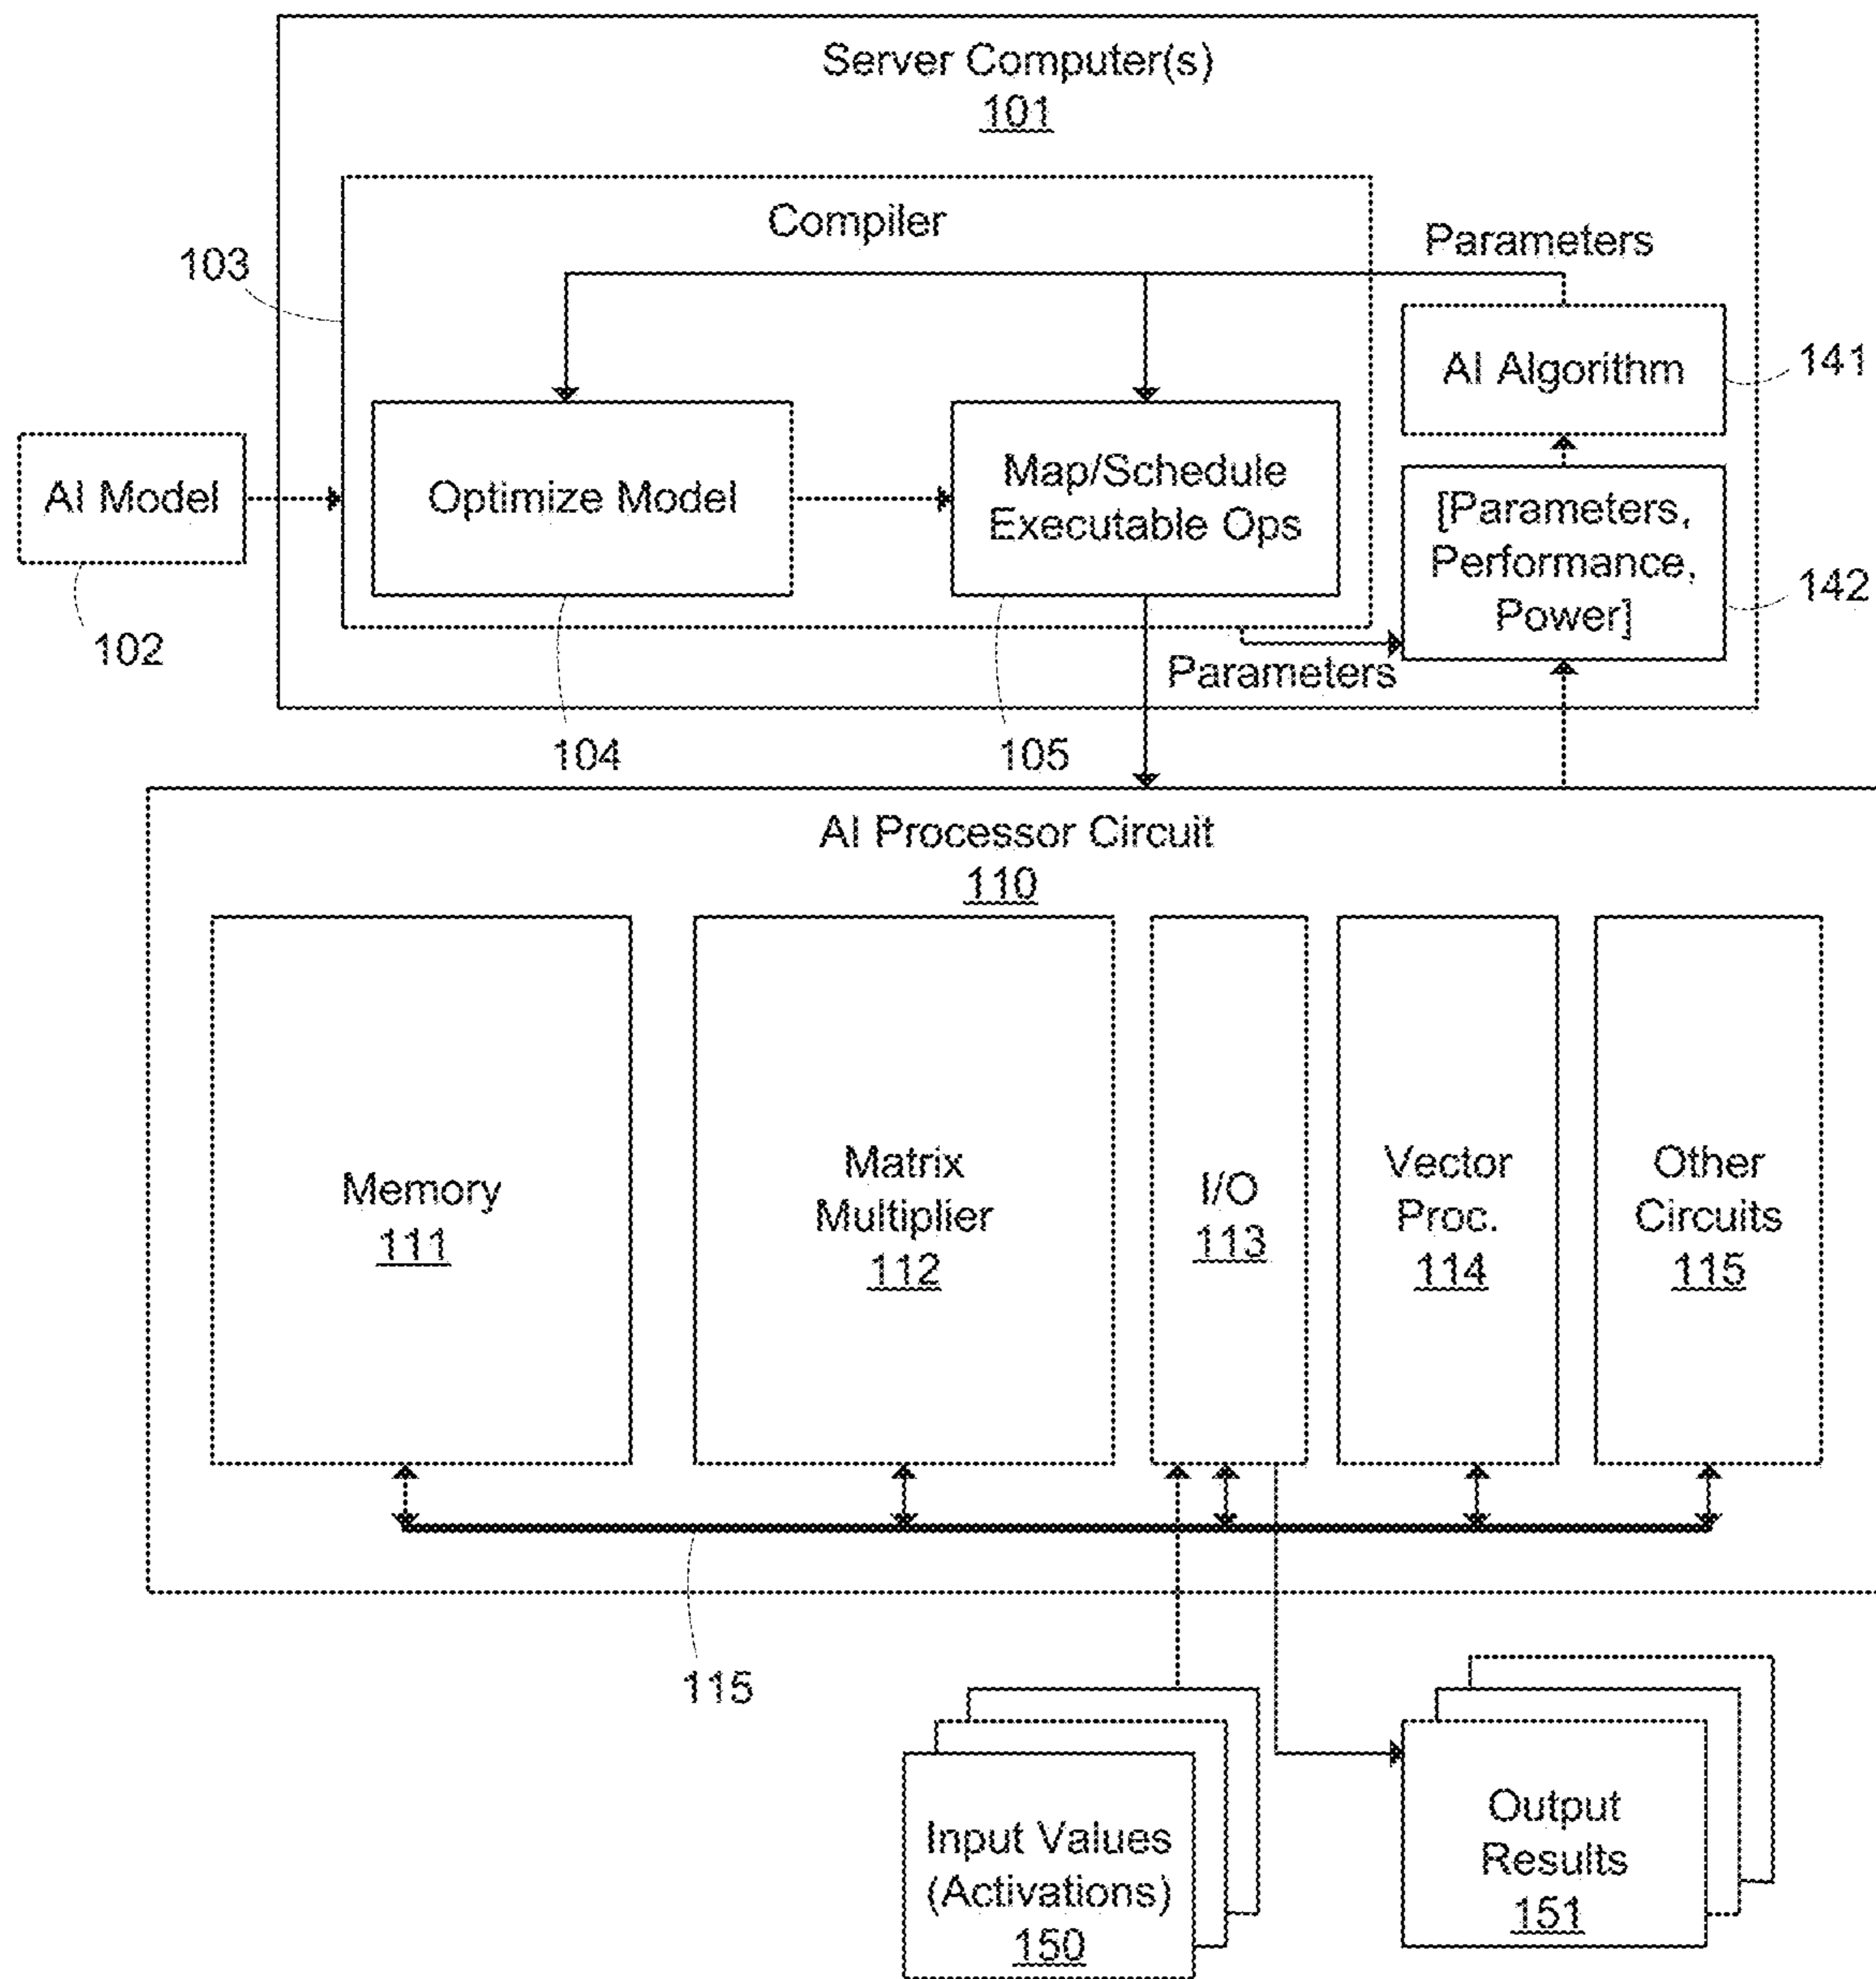 Server Computer(s)
101
Compiler
Parameters
103
AI Algorithm
141
AI Model
Optimize Model
Map/Schedule
Executable Ops
[Parameters,
Performance,
Power]
142
102
Parameters
104
105
AI Processor Circuit
110
Memory
111
Matrix
Multiplier
112
I/O
113
Vector
Proc.
114
Other
Circuits
115
115
Input Values
(Activations)
150
Output
Results
151